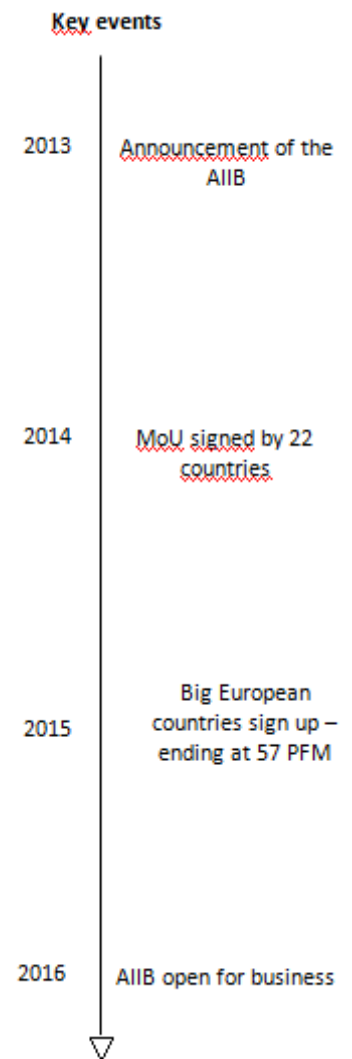 Key events
2013
Announcement of the
AIIB
2014
MoU signed by 22
countries
2015
Big European
countries sign up –
ending at 57 PFM
2016
AIIB open for business